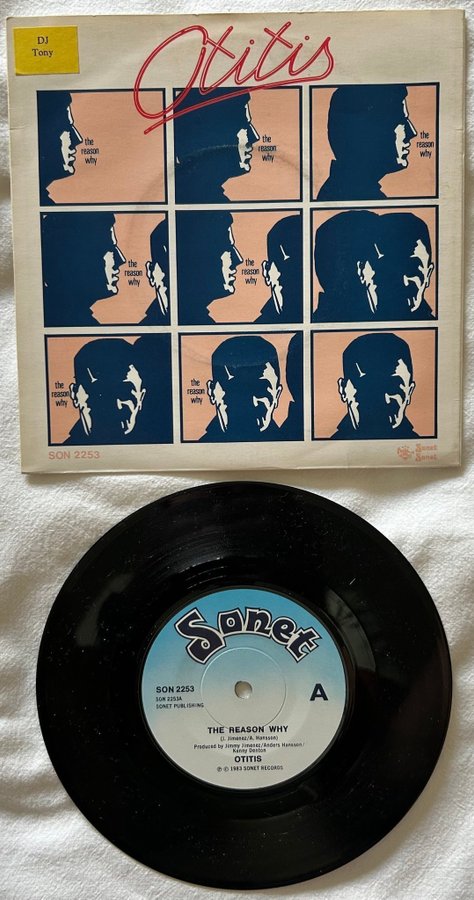 DJ
Tony
Otitis
the
reason
why
the
reason
why
the
reason
why
the
reason
why
the
reason
why
the
reason
why
the
reason
why
SON 2253
Sonet
Sonet
Sonet
SON 2253
SON 2253A
SONET PUBLISHING
A
THE REASON WHY
(J. Jimenez/A. Hansson)
Produced by Jimmy Jimenez/Anders Hansson/
Kenny Denton
OTITIS
℗ © 1983 SONET RECORDS